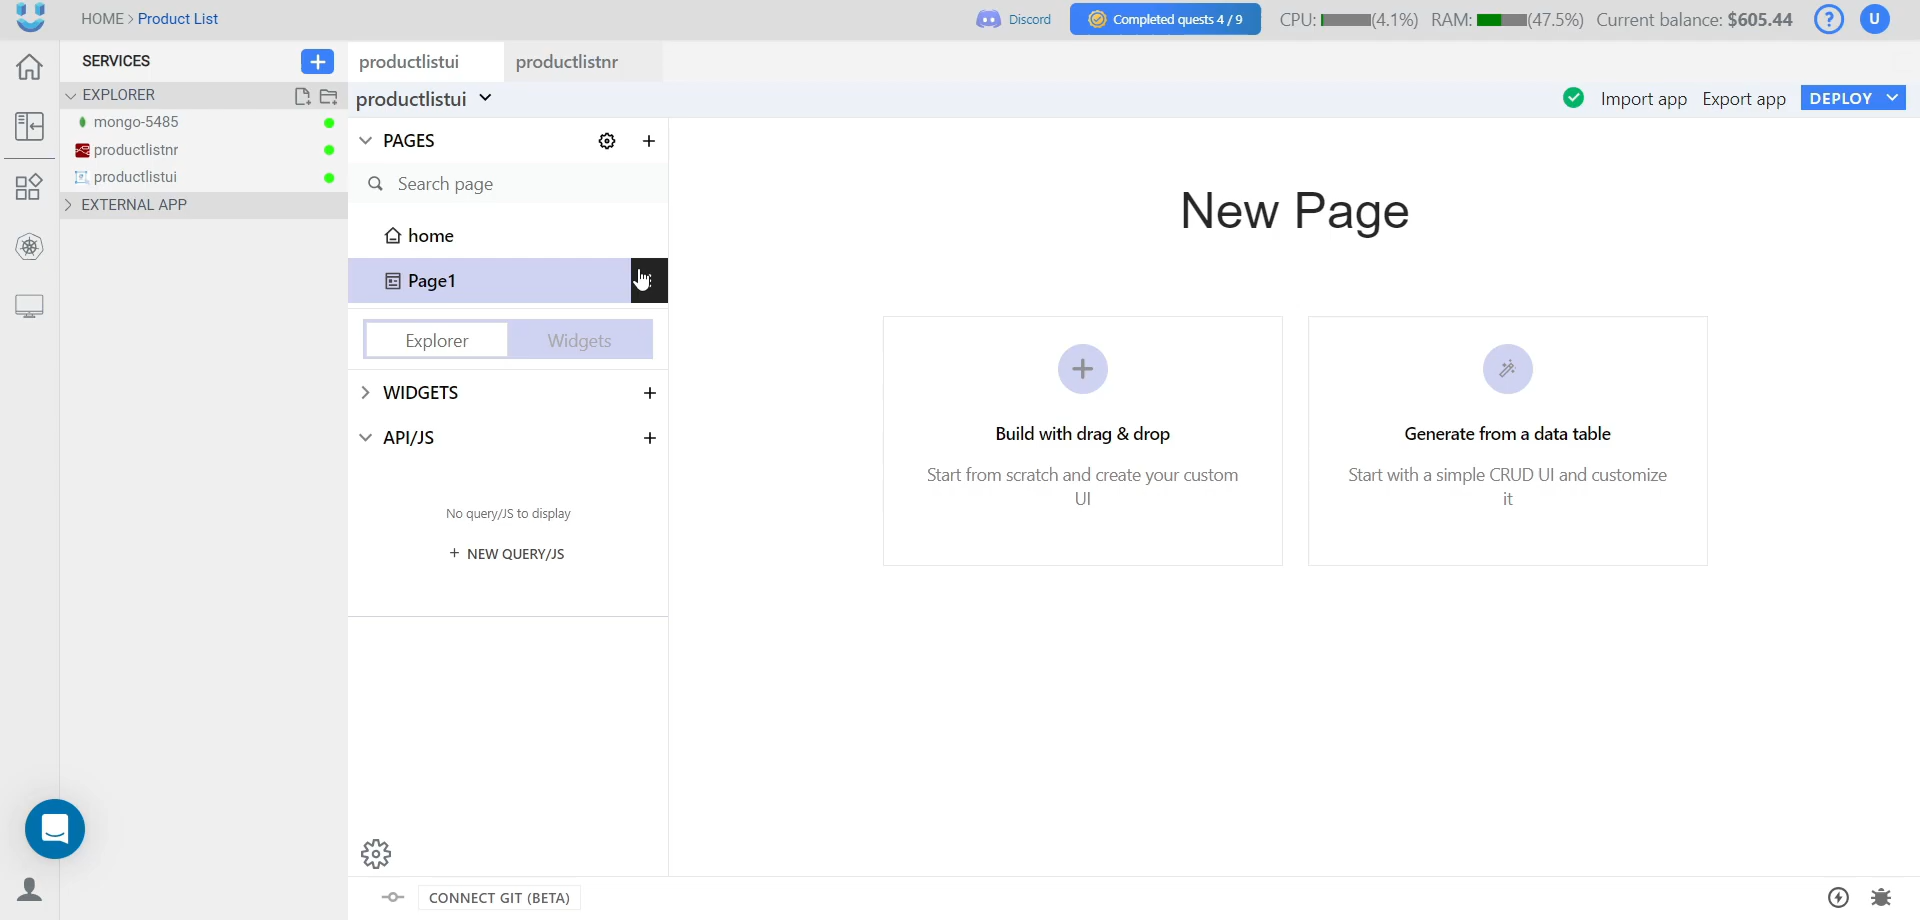 HOME > Product List
Discord
Completed quests 4 / 9
CPU: (4.1%) RAM: (47.5%) Current balance: $605.44
?
U
SERVICES
+
productlistui
productlistnr
EXPLORER
productlistui
Import app
Export app
DEPLOY
mongo-5485
productlistnr
productlistui
EXTERNAL APP
PAGES
+
Search page
home
Page1
Explorer
Widgets
WIDGETS
+
API/JS
+
No query/JS to display
+ NEW QUERY/JS
New Page
Build with drag & drop
Start from scratch and create your custom
UI
Generate from a data table
Start with a simple CRUD UI and customize
it
CONNECT GIT (BETA)